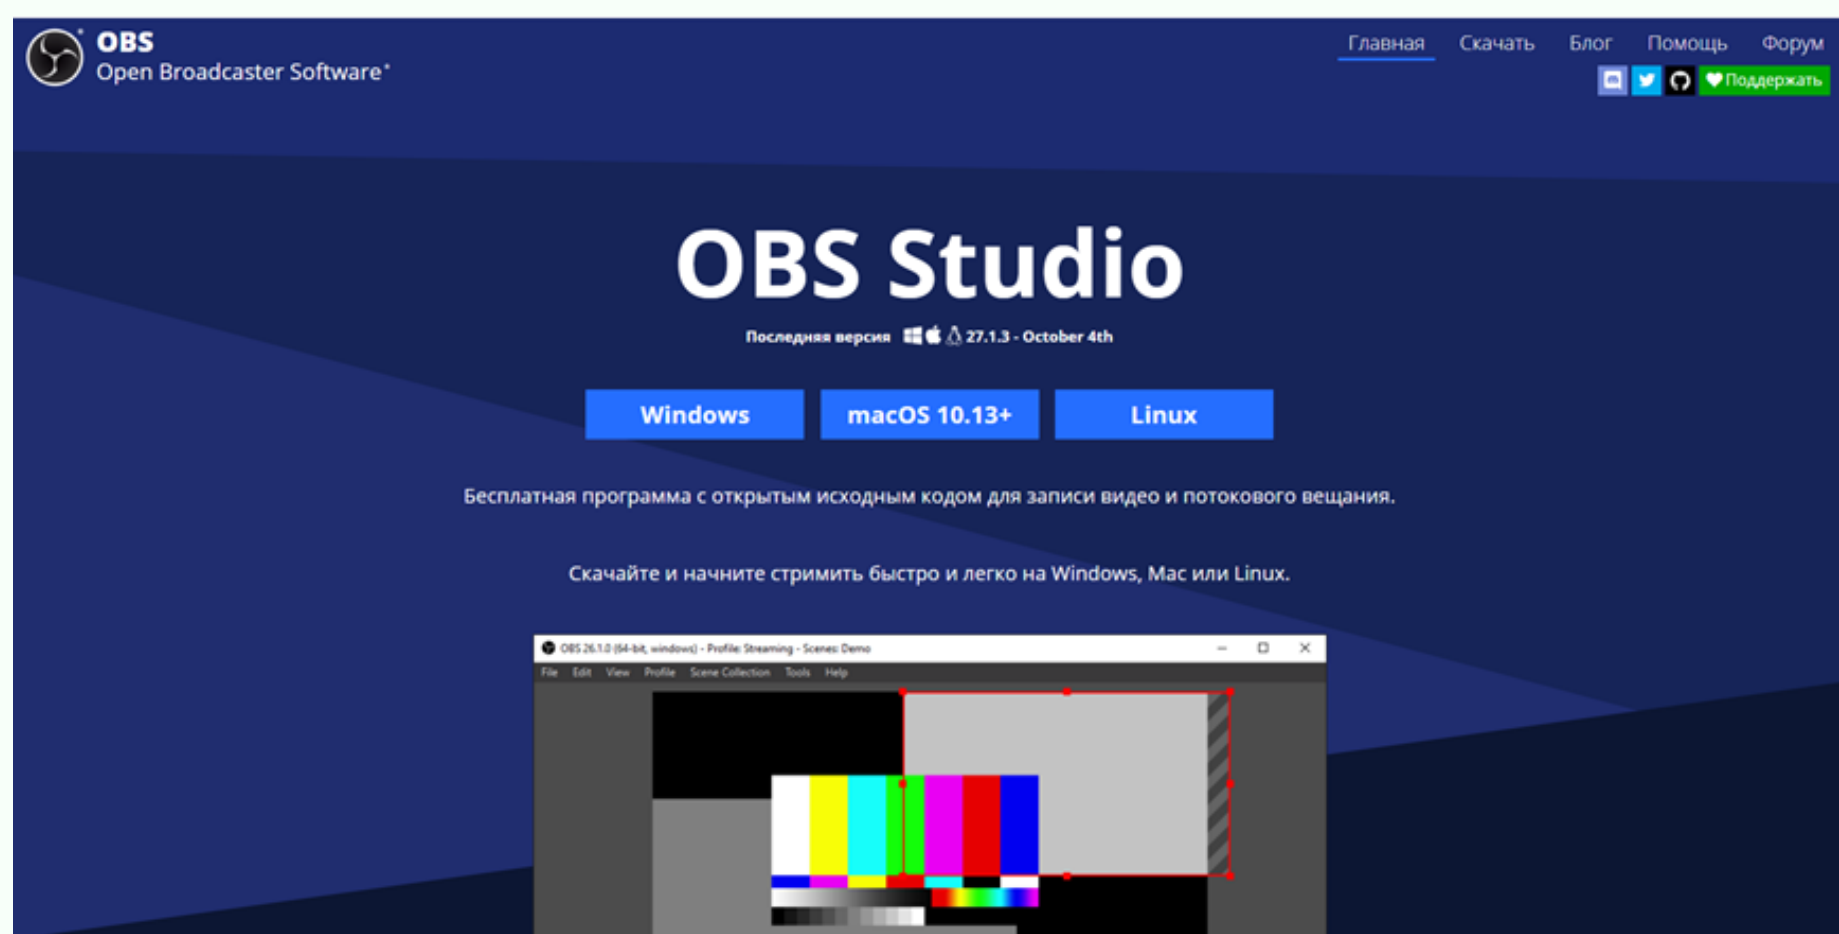 OBS
Open Broadcaster Software
Главная Скачать Блог Помощь Форум
Поддержать
OBS Studio
Последняя версия 27.1.3 - October 4th
Windows macOS 10.13+ Linux
Бесплатная программа с открытым исходным кодом для записи видео и потокового вещания.
Скачайте и начните стримить быстро и легко на Windows, Mac или Linux.
OBS 26.1.0 (64-bit, windows) - Profile: Streaming - Scenes: Demo
File Edit View Profile Scene Collection Tools Help